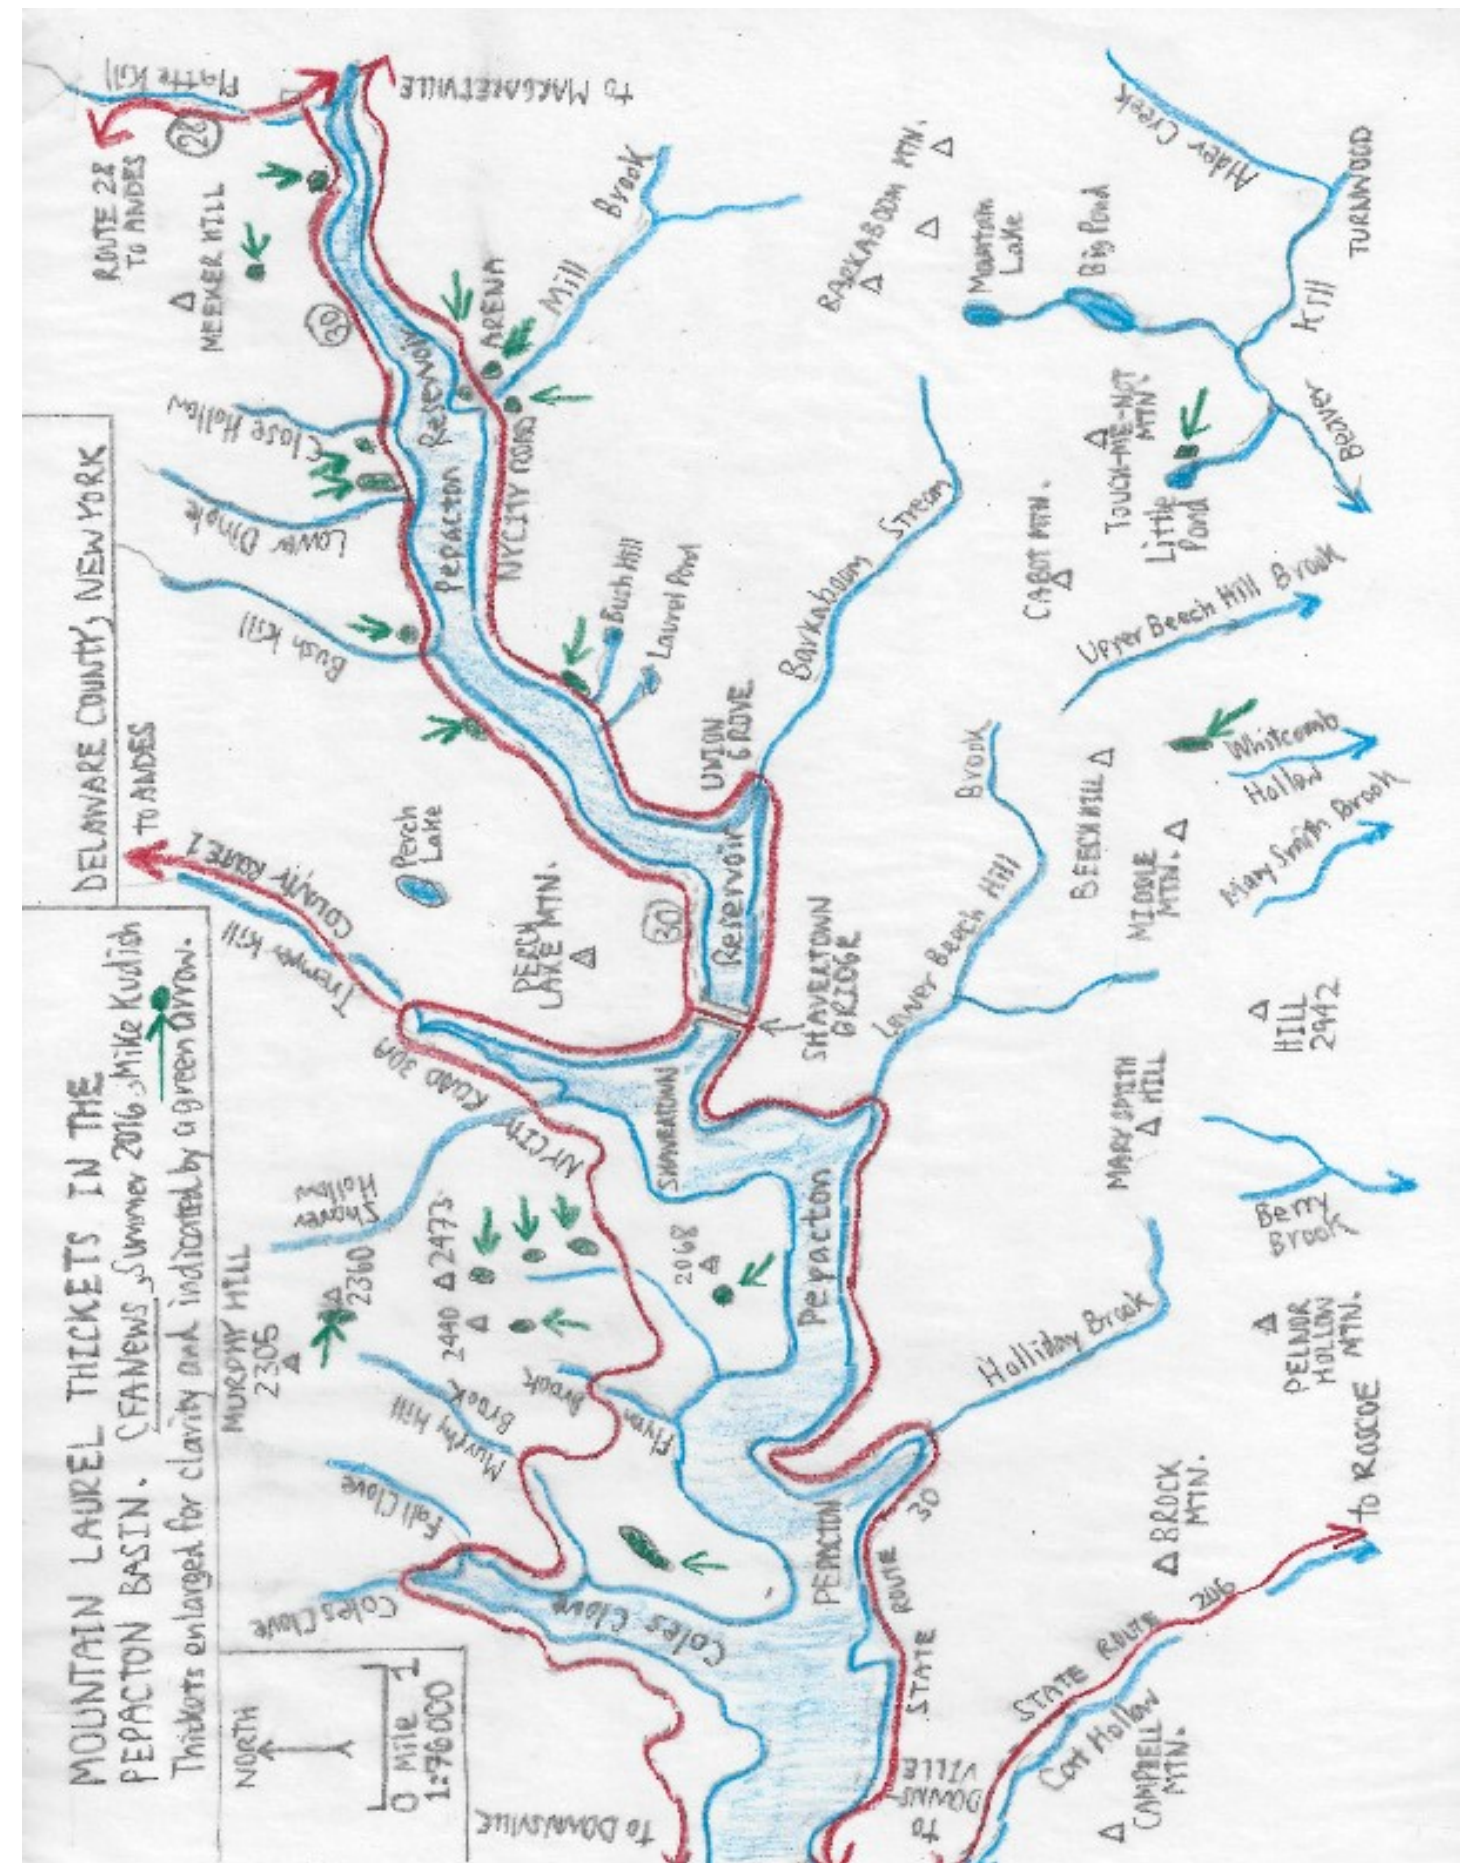 MOUNTAIN LAUREL THICKETS IN THE
PEPACTON BASIN. CFANews, Summer 2016, Mike Kudish
Thickets enlarged for clarity and indicated by a green arrow.
DELAWARE COUNTY, NEW YORK
NORTH
0 Mile 1
1:76000
TO DOWNSVILLE
Coles Clove
Fall Clove
Coles Clove
Murphy Hill
Brook
Flynn
Brook
MURPHY HILL
2305
2360
2440
2473
2068
Shaver
Hollow
NYCITY
ROAD 30A
SHAVERTOWN
Tremper Kill
COUNTY ROUTE 1
TO ANDES
Perch
Lake
PERCH
LAKE MTN.
30
Reservoir
SHAVERTOWN
BRIDGE
UNION
GROVE
Bush Kill
Lower Dingle
Close Hollow
Pepacton
Reservoir
NYCITY ROAD
30
MEEKER HILL
ROUTE 28
TO ANDES
28
Platte Kill
TO MARGARETVILLE
ARENA
Mill
Brook
Bush Hill
Laurel Pond
Barkaboom
Stream
BARKABOOM MTN.
Mountain
Lake
Big Pond
Alder Creek
TURNWOOD
Beaver
Kill
TOUCH-ME-NOT
MTN.
Little
Pond
CABOT MTN.
Upper Beech Hill Brook
Whitcomb
Hollow
Mary Smith Brook
BEECH HILL
MIDDLE
MTN.
Lower Beech Hill
Brook
HILL
2942
MARY SMITH
HILL
Berry
Brook
PELNOR
HOLLOW
MTN.
Holliday Brook
Pepacton
PEPACTON
30
STATE
ROUTE
BROCK
MTN.
TO ROSCOE
STATE ROUTE
206
Cat Hollow
CAMPBELL
MTN.
TO
DOWNS-
VILLE